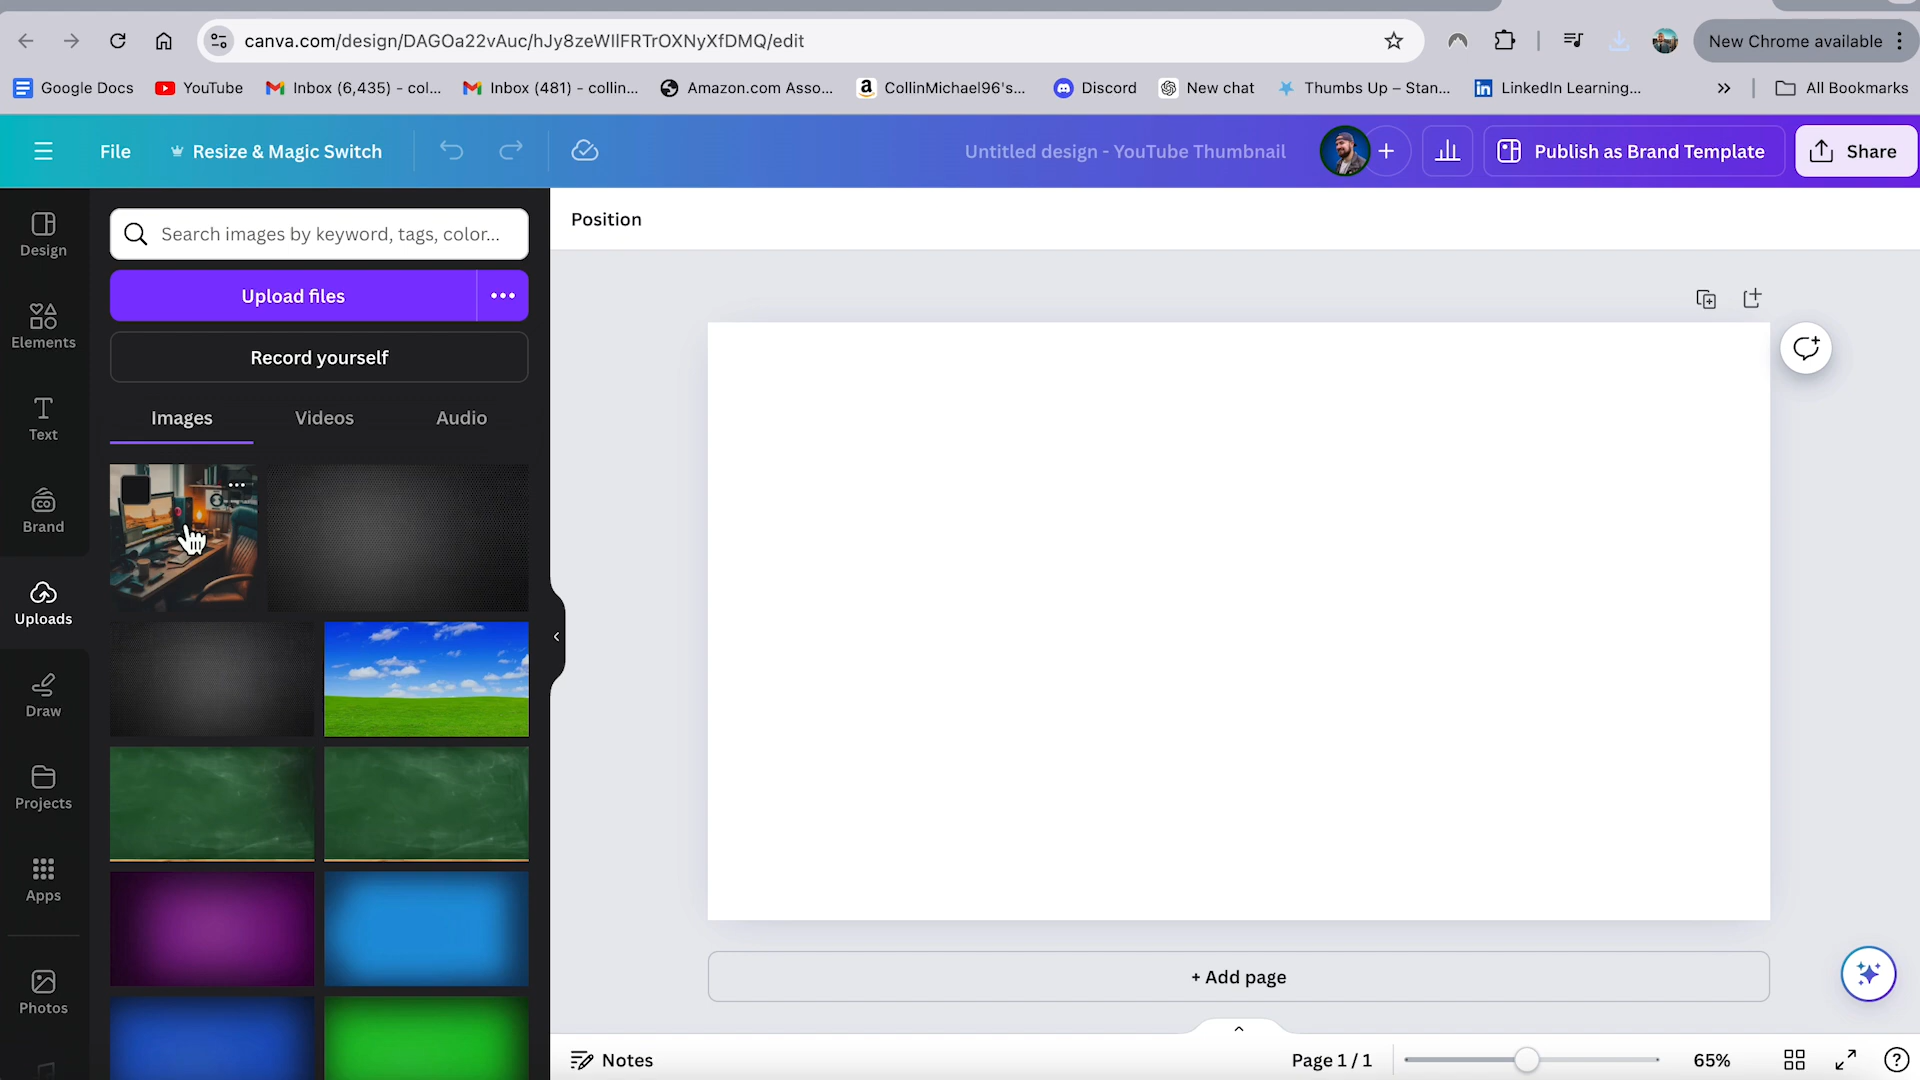 canva.com/design/DAGOa22vAuc/hJy8zeWIlFRTrOXNyXfDMQ/edit
New Chrome available
Google Docs
YouTube
Inbox (6,435) - col...
Inbox (481) - collin...
Amazon.com Asso...
CollinMichael96's...
Discord
New chat
Thumbs Up – Stan...
LinkedIn Learning...
All Bookmarks
File
Resize & Magic Switch
Untitled design - YouTube Thumbnail
Publish as Brand Template
Share
Design
Elements
Text
Brand
Uploads
Draw
Projects
Apps
Photos
Search images by keyword, tags, color...
Upload files
Record yourself
Images
Videos
Audio
Position
+ Add page
Notes
Page 1 / 1
65%